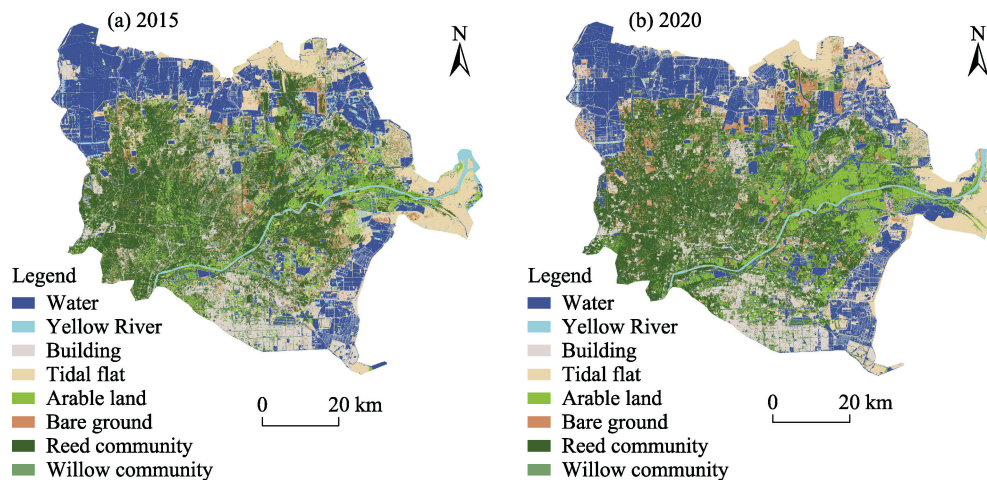 (a) 2015
N
Legend
Water
Yellow River
Building
Tidal flat
Arable land
Bare ground
Reed community
Willow community
0 20 km
(b) 2020
N
Legend
Water
Yellow River
Building
Tidal flat
Arable land
Bare ground
Reed community
Willow community
0 20 km